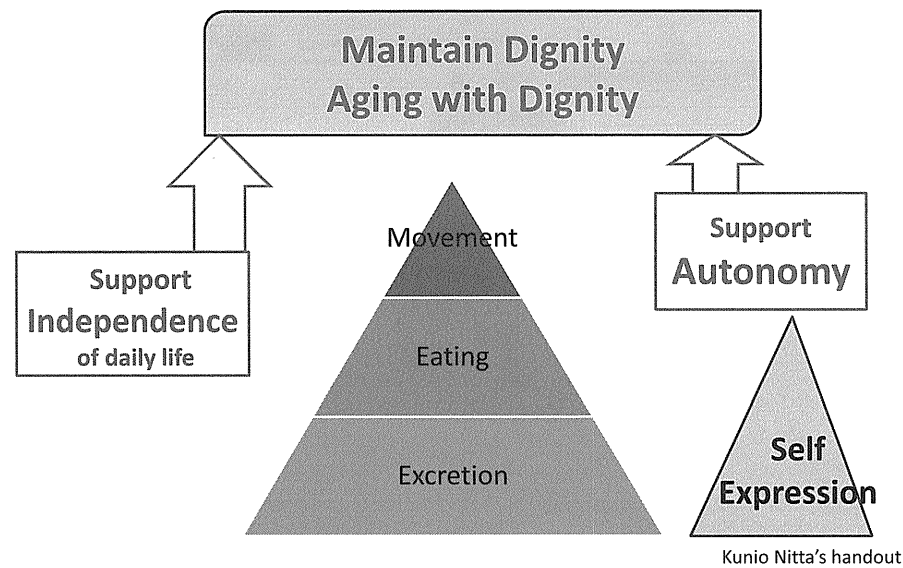 Maintain Dignity
Aging with Dignity
Support
Independence
of daily life
Movement
Eating
Excretion
Support
Autonomy
Self
Expression
Kunio Nitta's handout